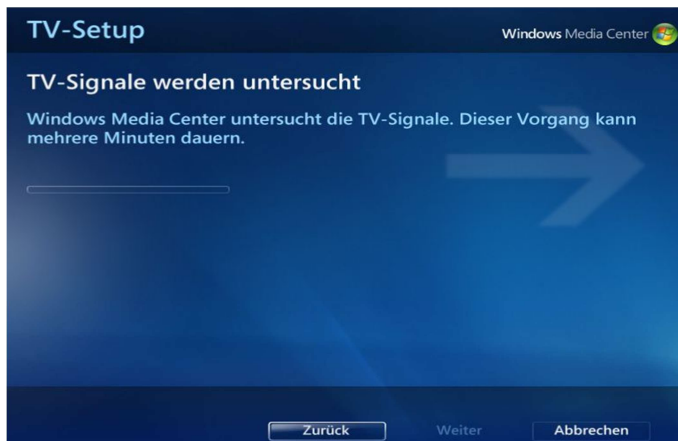 TV-Setup
Windows Media Center
TV-Signale werden untersucht
Windows Media Center untersucht die TV-Signale. Dieser Vorgang kann
mehrere Minuten dauern.
Zurück
Weiter
Abbrechen